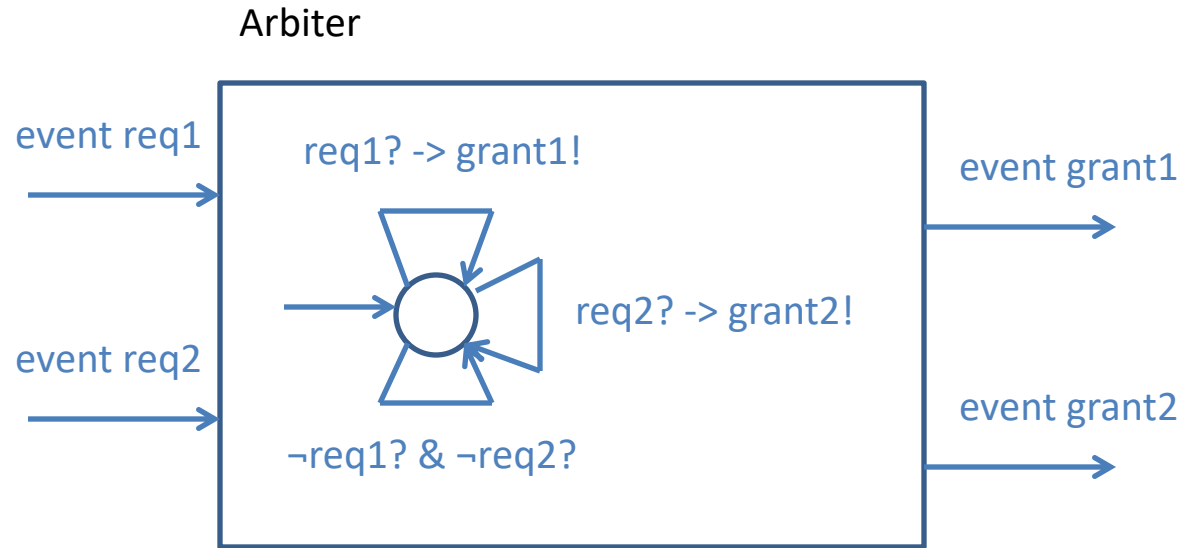 Arbiter
event req1
req1? -> grant1!
event grant1
req2? -> grant2!
event req2
event grant2
¬req1? & ¬req2?